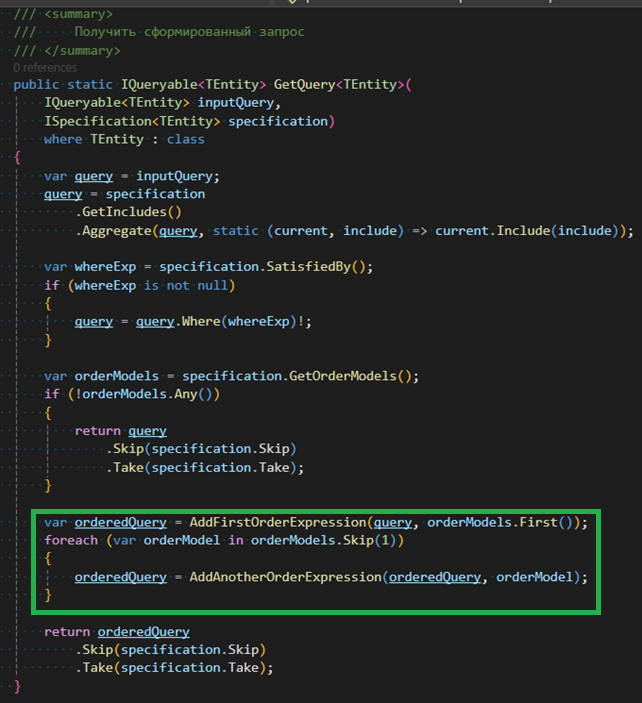 /// <summary>
///     Получить сформированный запрос
/// </summary>
0 references
public static IQueryable<TEntity> GetQuery<TEntity>(
    IQueryable<TEntity> inputQuery,
    ISpecification<TEntity> specification)
    where TEntity : class
{
    var query = inputQuery;
    query = specification
        .GetIncludes()
        .Aggregate(query, static (current, include) => current.Include(include));

    var whereExp = specification.SatisfiedBy();
    if (whereExp is not null)
    {
        query = query.Where(whereExp)!;
    }

    var orderModels = specification.GetOrderModels();
    if (!orderModels.Any())
    {
        return query
            .Skip(specification.Skip)
            .Take(specification.Take);
    }

    var orderedQuery = AddFirstOrderExpression(query, orderModels.First());
    foreach (var orderModel in orderModels.Skip(1))
    {
        orderedQuery = AddAnotherOrderExpression(orderedQuery, orderModel);
    }

    return orderedQuery
        .Skip(specification.Skip)
        .Take(specification.Take);
}